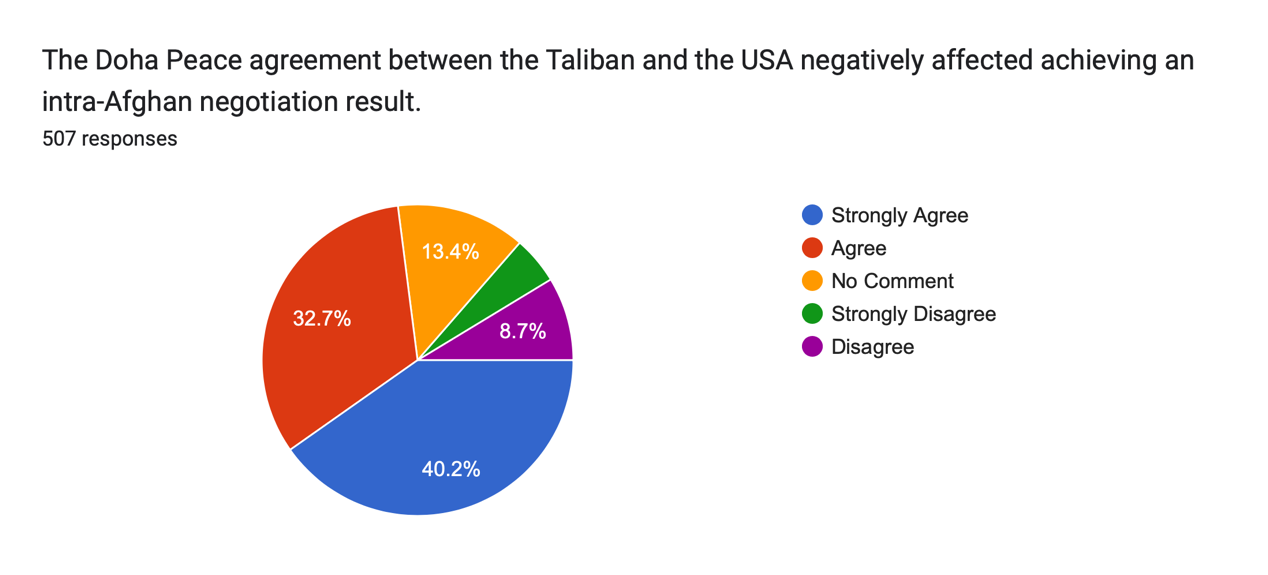 The Doha Peace agreement between the Taliban and the USA negatively affected achieving an
intra-Afghan negotiation result.
507 responses
13.4%
32.7%
8.7%
40.2%
Strongly Agree
Agree
No Comment
Strongly Disagree
Disagree